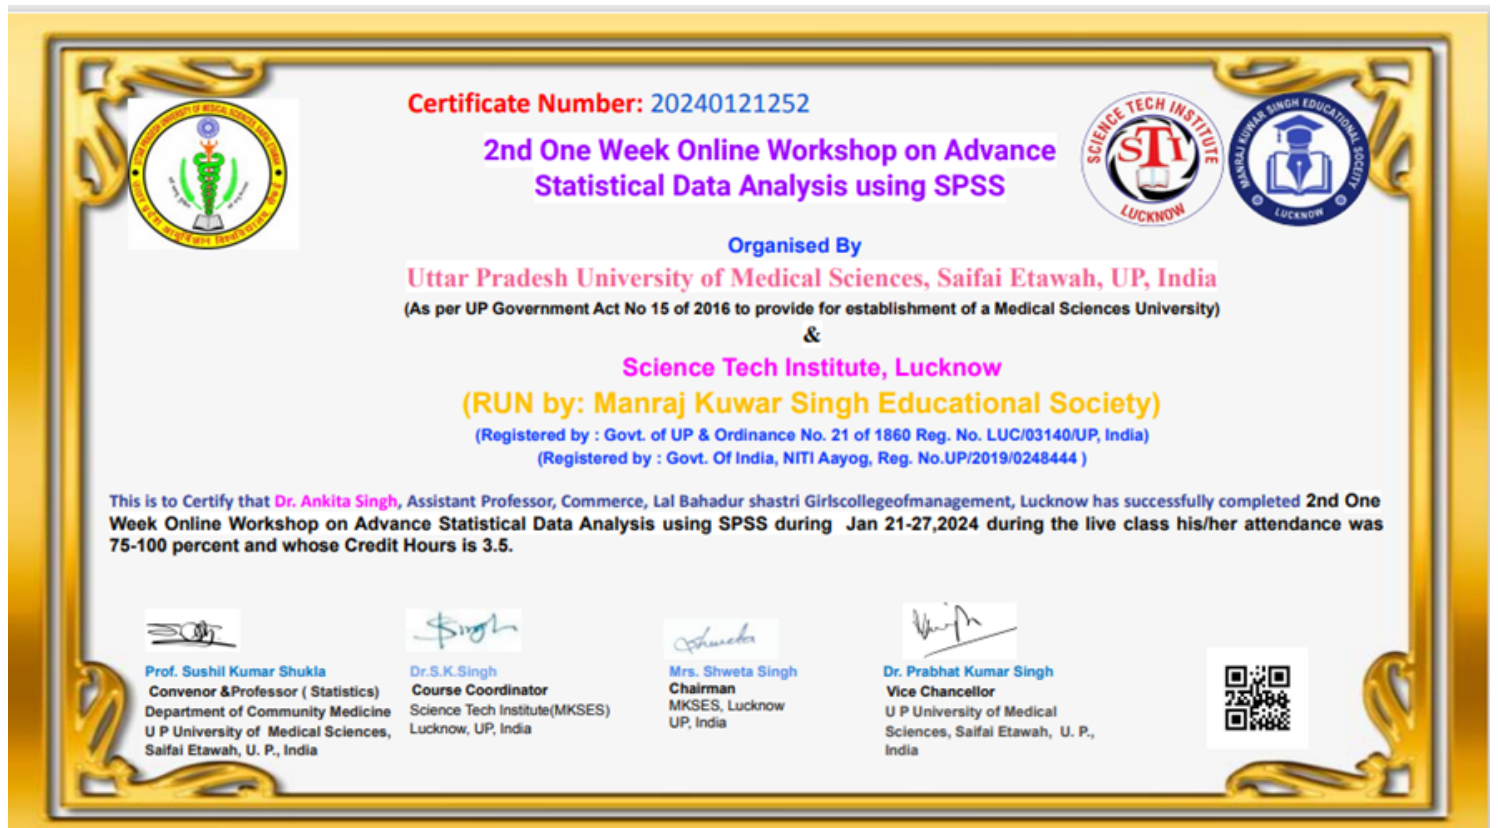 Certificate Number: 20240121252
2nd One Week Online Workshop on Advance
Statistical Data Analysis using SPSS
SCIENCE TECH INSTITUTE
STI
LUCKNOW
MANRAJ KUWAR SINGH EDUCATIONAL SOCIETY
LUCKNOW
Organised By
Uttar Pradesh University of Medical Sciences, Saifai Etawah, UP, India
(As per UP Government Act No 15 of 2016 to provide for establishment of a Medical Sciences University)
&
Science Tech Institute, Lucknow
(RUN by: Manraj Kuwar Singh Educational Society)
(Registered by : Govt. of UP & Ordinance No. 21 of 1860 Reg. No. LUC/03140/UP, India)
(Registered by : Govt. Of India, NITI Aayog, Reg. No.UP/2019/0248444 )
This is to Certify that Dr. Ankita Singh, Assistant Professor, Commerce, Lal Bahadur shastri Girlscollegeofmanagement, Lucknow has successfully completed 2nd One
Week Online Workshop on Advance Statistical Data Analysis using SPSS during Jan 21-27,2024 during the live class his/her attendance was
75-100 percent and whose Credit Hours is 3.5.
Singh
Shweta
Prof. Sushil Kumar Shukla
Convenor &Professor ( Statistics)
Department of Community Medicine
U P University of Medical Sciences,
Saifai Etawah, U. P., India
Dr.S.K.Singh
Course Coordinator
Science Tech Institute(MKSES)
Lucknow, UP, India
Mrs. Shweta Singh
Chairman
MKSES, Lucknow
UP, India
Dr. Prabhat Kumar Singh
Vice Chancellor
U P University of Medical
Sciences, Saifai Etawah, U. P.,
India